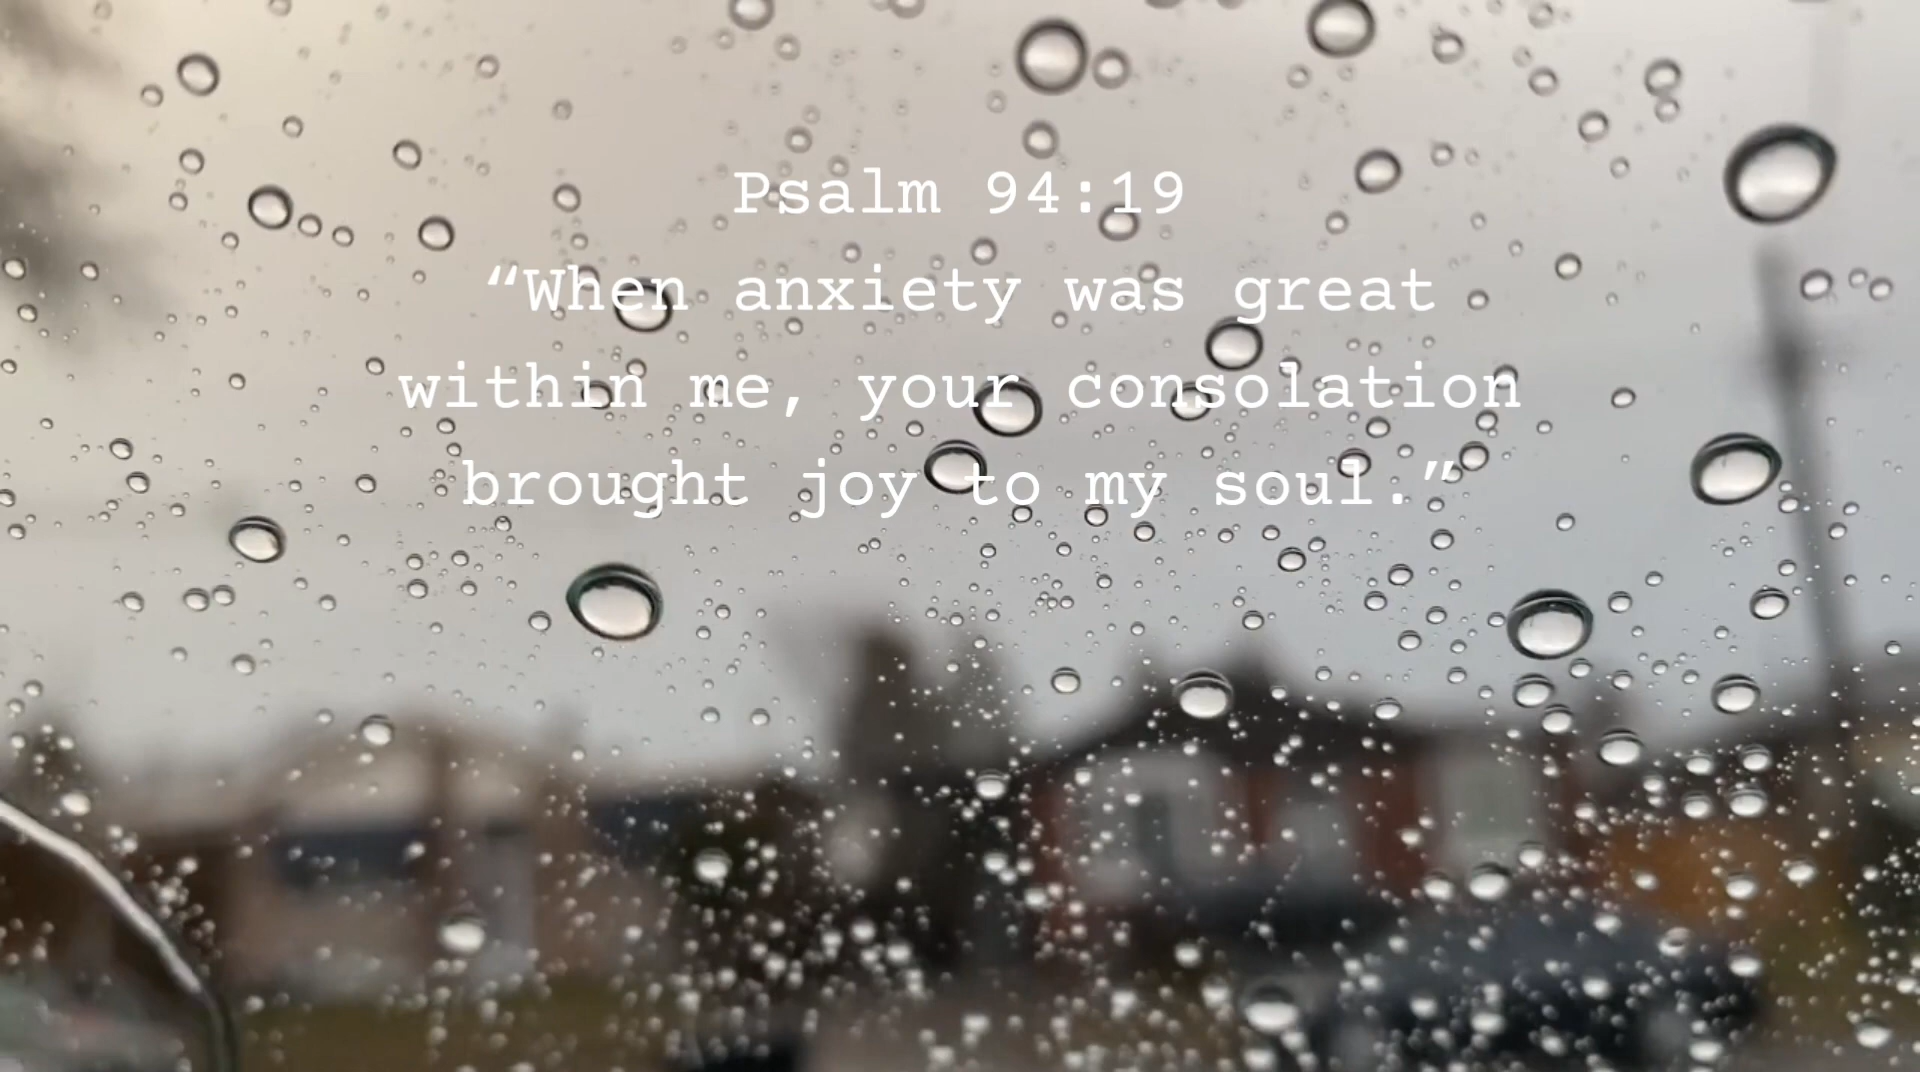 Psalm 94:19
“When anxiety was great
within me, your consolation
brought joy to my soul.”